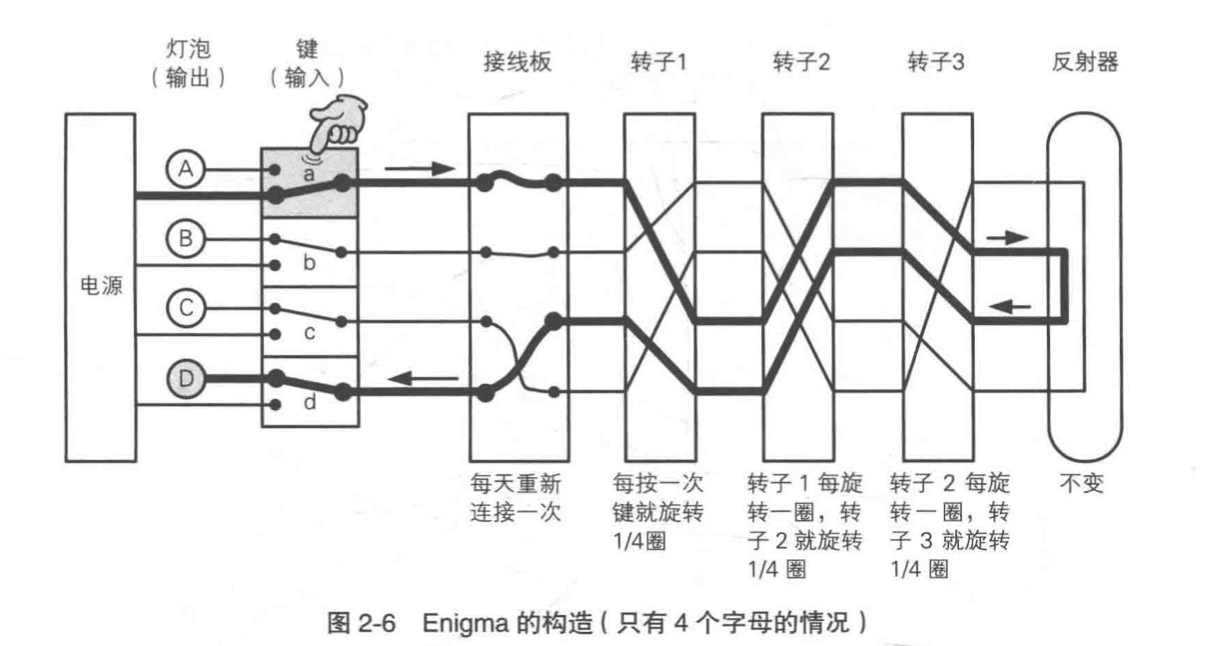 灯泡
（输出）
键
（输入）
接线板
转子1
转子2
转子3
反射器
电源
A
a
B
b
C
c
D
d
每天重新
连接一次
每按一次
键就旋转
1/4圈
转子 1 每旋
转一圈，转
子 2 就旋转
1/4 圈
转子 2 每旋
转一圈，转
子 3 就旋转
1/4 圈
不变
图 2-6 Enigma 的构造（只有 4 个字母的情况）